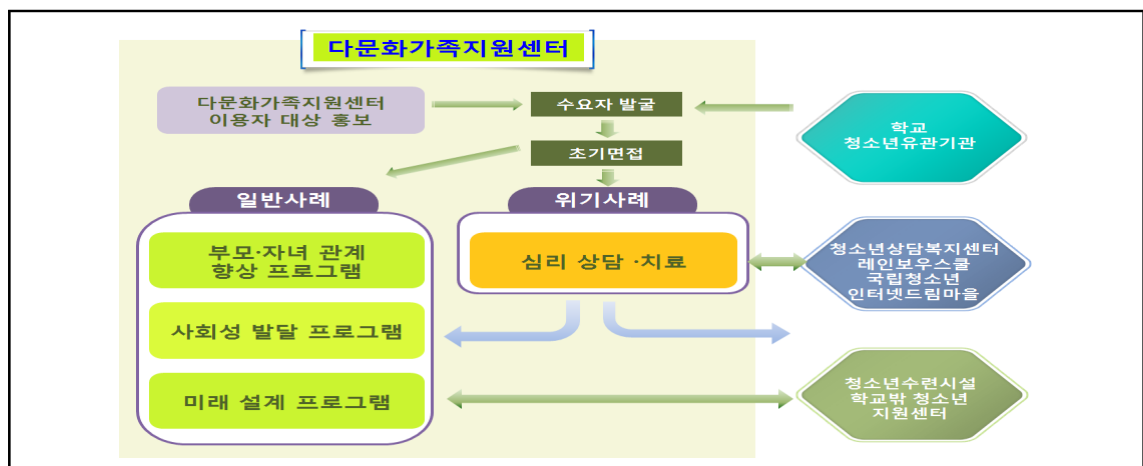 다문화가족지원센터
다문화가족지원센터
이용자 대상 홍보
수요자 발굴
학교
청소년유관기관
초기면접
일반사례
위기사례
부모·자녀 관계
향상 프로그램
심리 상담 ·치료
청소년상담복지센터
레인보우스쿨
국립청소년
인터넷드림마을
사회성 발달 프로그램
미래 설계 프로그램
청소년수련시설
학교밖 청소년
지원센터